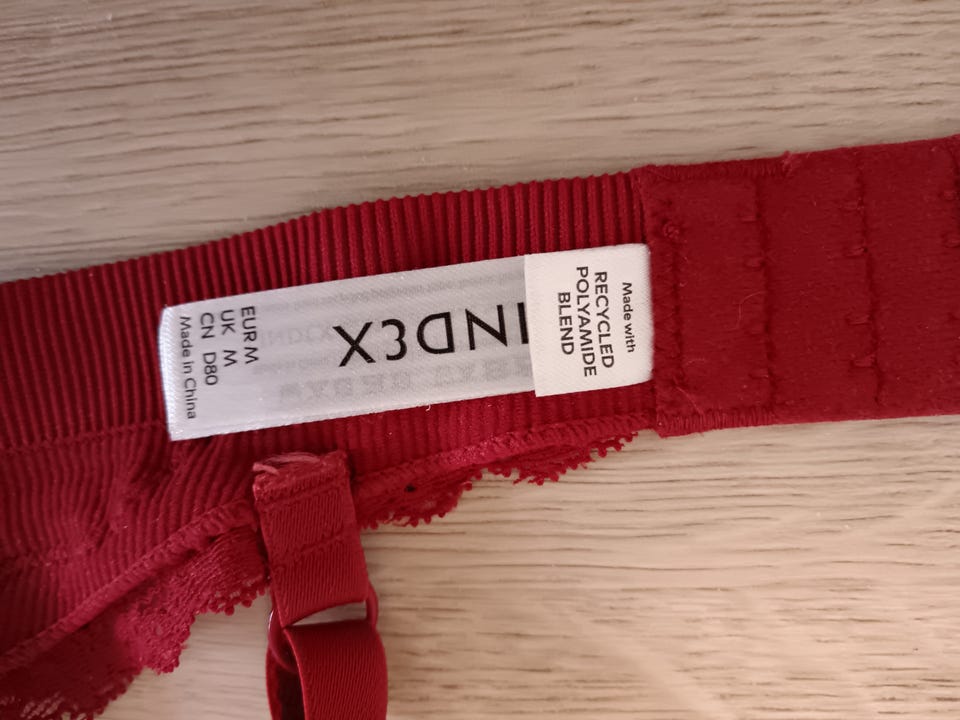 INDEX
EUR M
UK M
CN D80
Made in China
Made with
RECYCLED
POLYAMIDE
BLEND